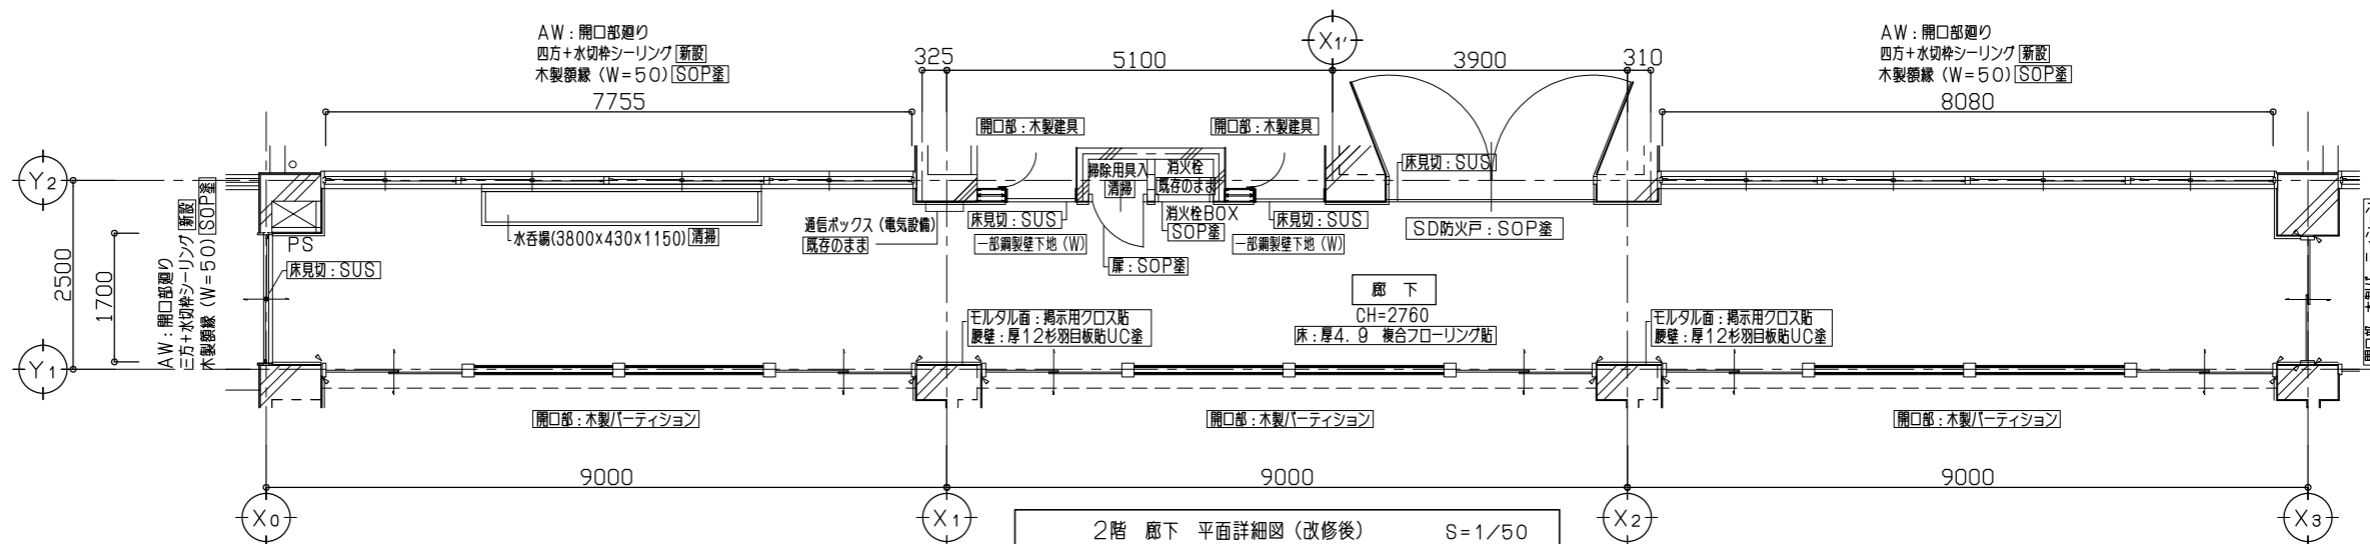 AW：開口部廻り
四方＋水切枠シーリング 新設
木製額縁（W=50）SOP塗
7755
325
5100
X1'
3900
310
AW：開口部廻り
四方＋水切枠シーリング 新設
木製額縁（W=50）SOP塗
8080
開口部：木製建具
開口部：木製建具
Y2
掃除用具入
清掃
消火栓
既存のまま
床見切：SUS
PS
水呑場(3800x430x1150) 清掃
通信ボックス（電気設備）
既存のまま
床見切：SUS
一部鋼製壁下地（W）
消火栓BOX
SOP塗
床見切：SUS
一部鋼製壁下地（W）
SD防火戸：SOP塗
扉：SOP塗
2500
1700
AW：開口部廻り
三方＋水切枠シーリング 新設
木製額縁（W=50）SOP塗
床見切：SUS
廊 下
CH=2760
床：厚4.9 複合フローリング貼
モルタル面：掲示用クロス貼
腰壁：厚12杉羽目板貼UC塗
モルタル面：掲示用クロス貼
腰壁：厚12杉羽目板貼UC塗
Y1
開口部：木製パーティション
開口部：木製パーティション
開口部：木製パーティション
9000
9000
9000
X0
X1
X2
X3
2階 廊下 平面詳細図（改修後） S=1/50